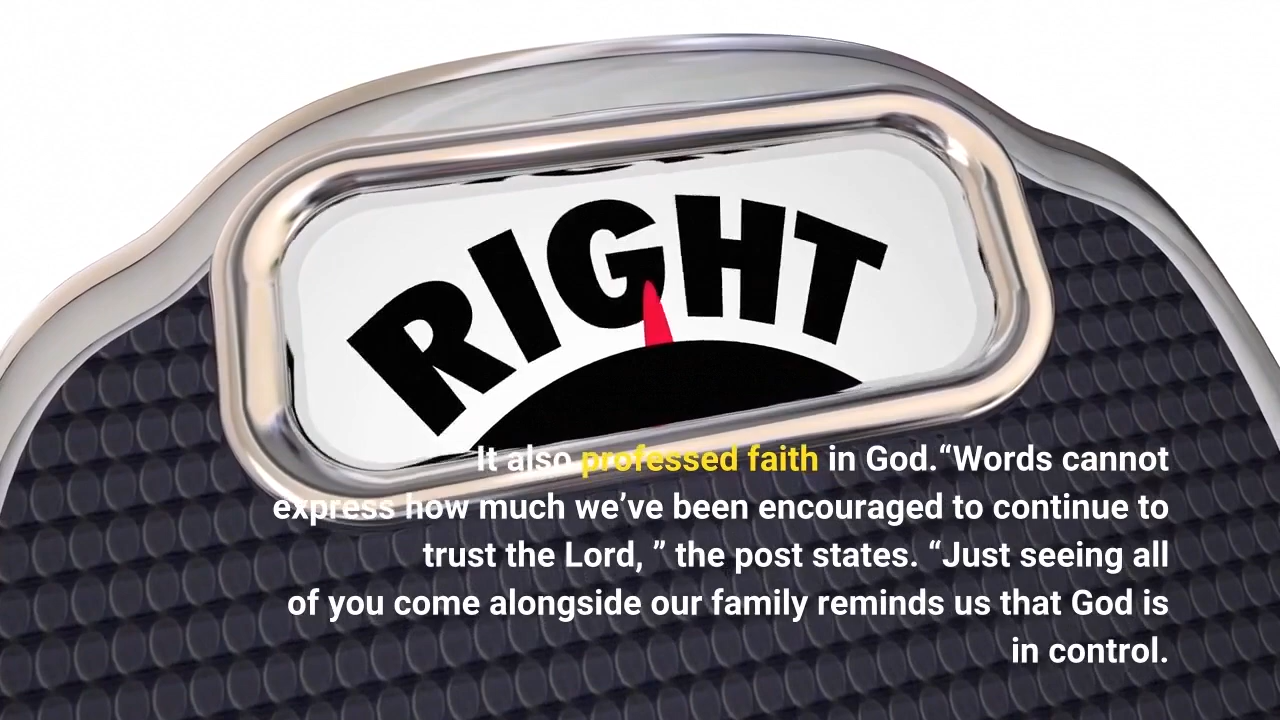 RIGHT
It also professed faith in God.“Words cannot
express how much we’ve been encouraged to continue to
trust the Lord, ” the post states. “Just seeing all
of you come alongside our family reminds us that God is
in control.